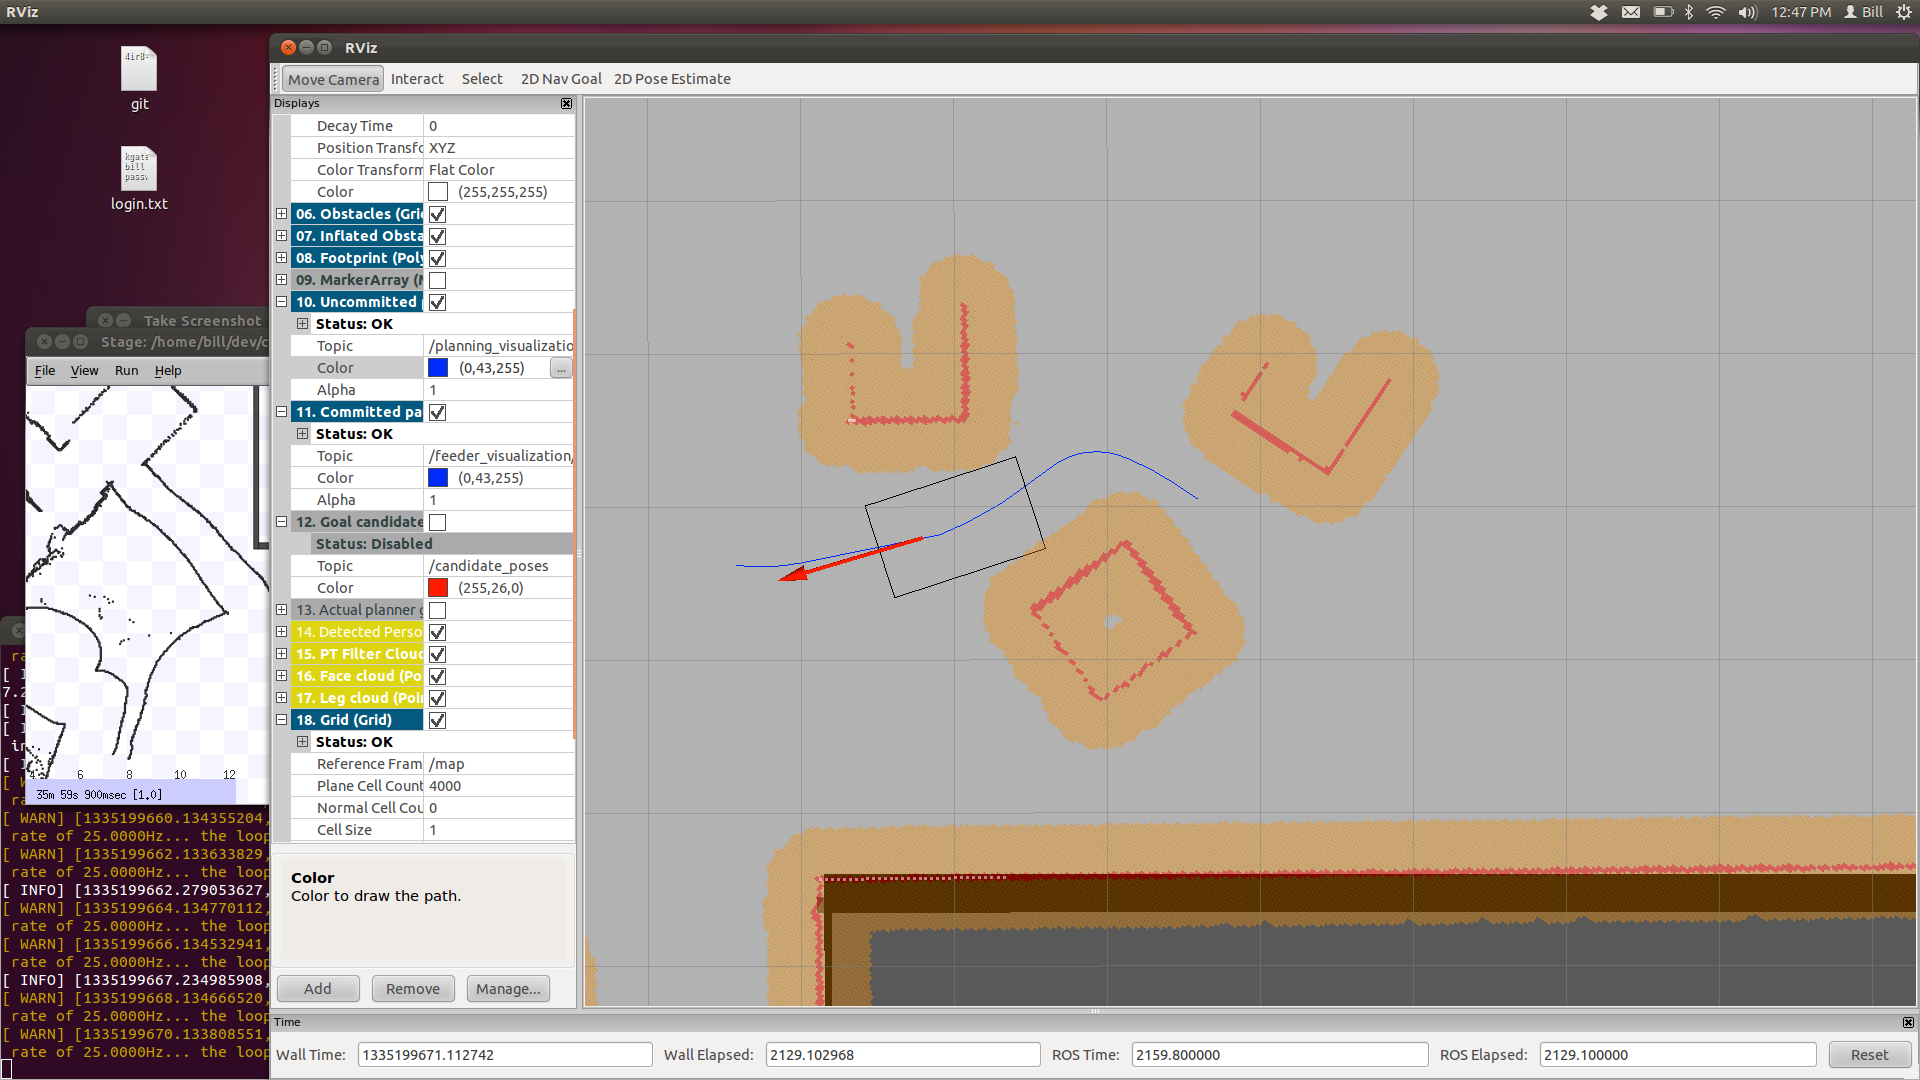 RViz
12:47 PM
Bill
4ir8-
git
kgat
bill
pass
login.txt
Take Screenshot
Stage: /home/bill/dev/c
File View Run Help
6 8 10 12
35m 59s 900msec [1.0]
[ WARN] [1335199660.134355204,
rate of 25.0000Hz... the loop
[ WARN] [1335199662.133633829,
rate of 25.0000Hz... the loop
[ INFO] [1335199662.279053627,
[ WARN] [1335199664.134770112,
rate of 25.0000Hz... the loop
[ WARN] [1335199666.134532941,
rate of 25.0000Hz... the loop
[ INFO] [1335199667.234985908,
[ WARN] [1335199668.134666520,
rate of 25.0000Hz... the loop
[ WARN] [1335199670.133808551,
rate of 25.0000Hz... the loop
RViz
Move Camera Interact Select 2D Nav Goal 2D Pose Estimate
Displays
Decay Time 0
Position Transfo XYZ
Color Transform Flat Color
Color (255,255,255)
06. Obstacles (Gri
07. Inflated Obsta
08. Footprint (Poly
09. MarkerArray (M
10. Uncommitted
Status: OK
Topic /planning_visualizatio
Color (0,43,255) ...
Alpha 1
11. Committed pa
Status: OK
Topic /feeder_visualization/
Color (0,43,255)
Alpha 1
12. Goal candidate
Status: Disabled
Topic /candidate_poses
Color (255,26,0)
13. Actual planner g
14. Detected Perso
15. PT Filter Cloud
16. Face cloud (Poi
17. Leg cloud (Poin
18. Grid (Grid)
Status: OK
Reference Fram /map
Plane Cell Count 4000
Normal Cell Cou 0
Cell Size 1
Color
Color to draw the path.
Add Remove Manage...
Time
Wall Time: 1335199671.112742 Wall Elapsed: 2129.102968 ROS Time: 2159.800000 ROS Elapsed: 2129.100000 Reset